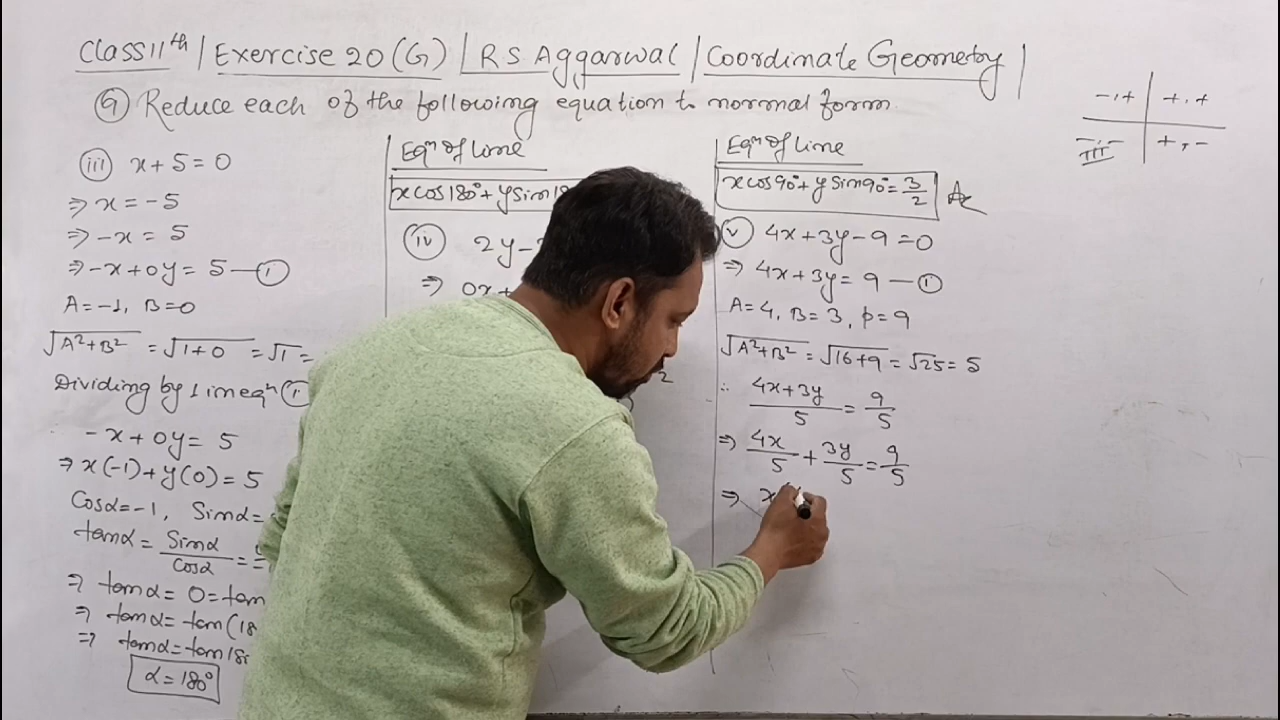 Class 11th | Exercise 20 (G) | R S Aggarwal | Coordinate Geometry |
9 Reduce each of the following equation to normal form.
-,+ +,+
-,- +,-
III
iii x + 5 = 0
⇒ x = -5
⇒ -x = 5
⇒ -x + 0y = 5 — (i)
A = -1, B = 0
√A²+B² = √1+0 = √1 =
Dividing by 1 in eqn (i)
-x + 0y = 5
⇒ x(-1) + y(0) = 5
Cosα = -1, Sinα =
tanα = Sinα/Cosα =
⇒ tanα = 0 = tan
⇒ tanα = tan(18
⇒ tanα = tan 18
α = 180°
Eqn of Line
x cos 180° + y Sin 18
iv 2y -
⇒ 0x +
2
Eqn of Line
x cos 90° + y Sin 90° = 3/2
v 4x + 3y - 9 = 0
⇒ 4x + 3y = 9 — (i)
A = 4, B = 3, p = 9
√A²+B² = √16+9 = √25 = 5
∴ 4x+3y/5 = 9/5
⇒ 4x/5 + 3y/5 = 9/5
⇒ x